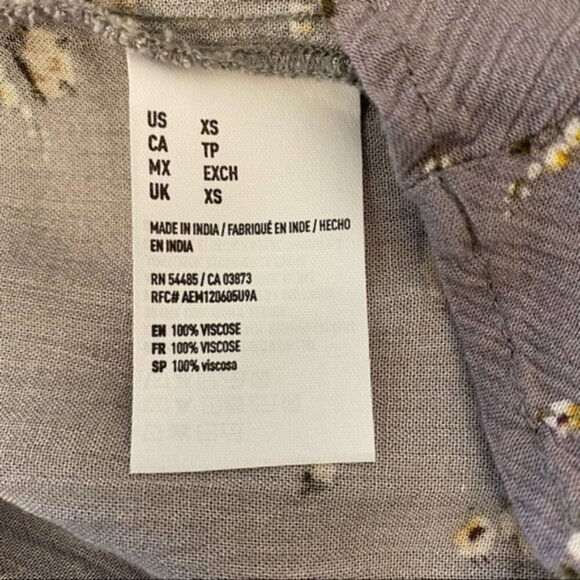 US XS
CA TP
MX EXCH
UK XS
MADE IN INDIA / FABRIQUÉ EN INDE / HECHO
EN INDIA
RN 54485 / CA 03873
RFC# AEM120605U9A
EN 100% VISCOSE
FR 100% VISCOSE
SP 100% viscosa